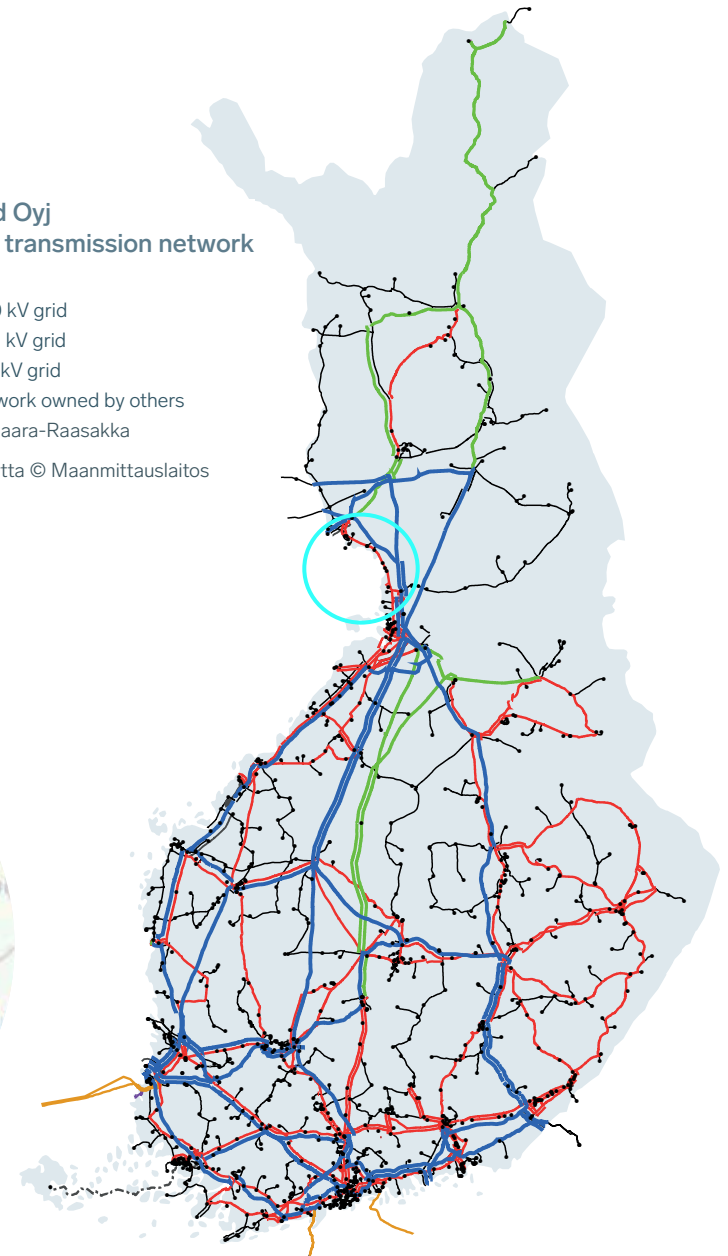 d Oyj
transmission network
kV grid
kV grid
kV grid
work owned by others
aara-Raasakka
tta © Maanmittauslaitos